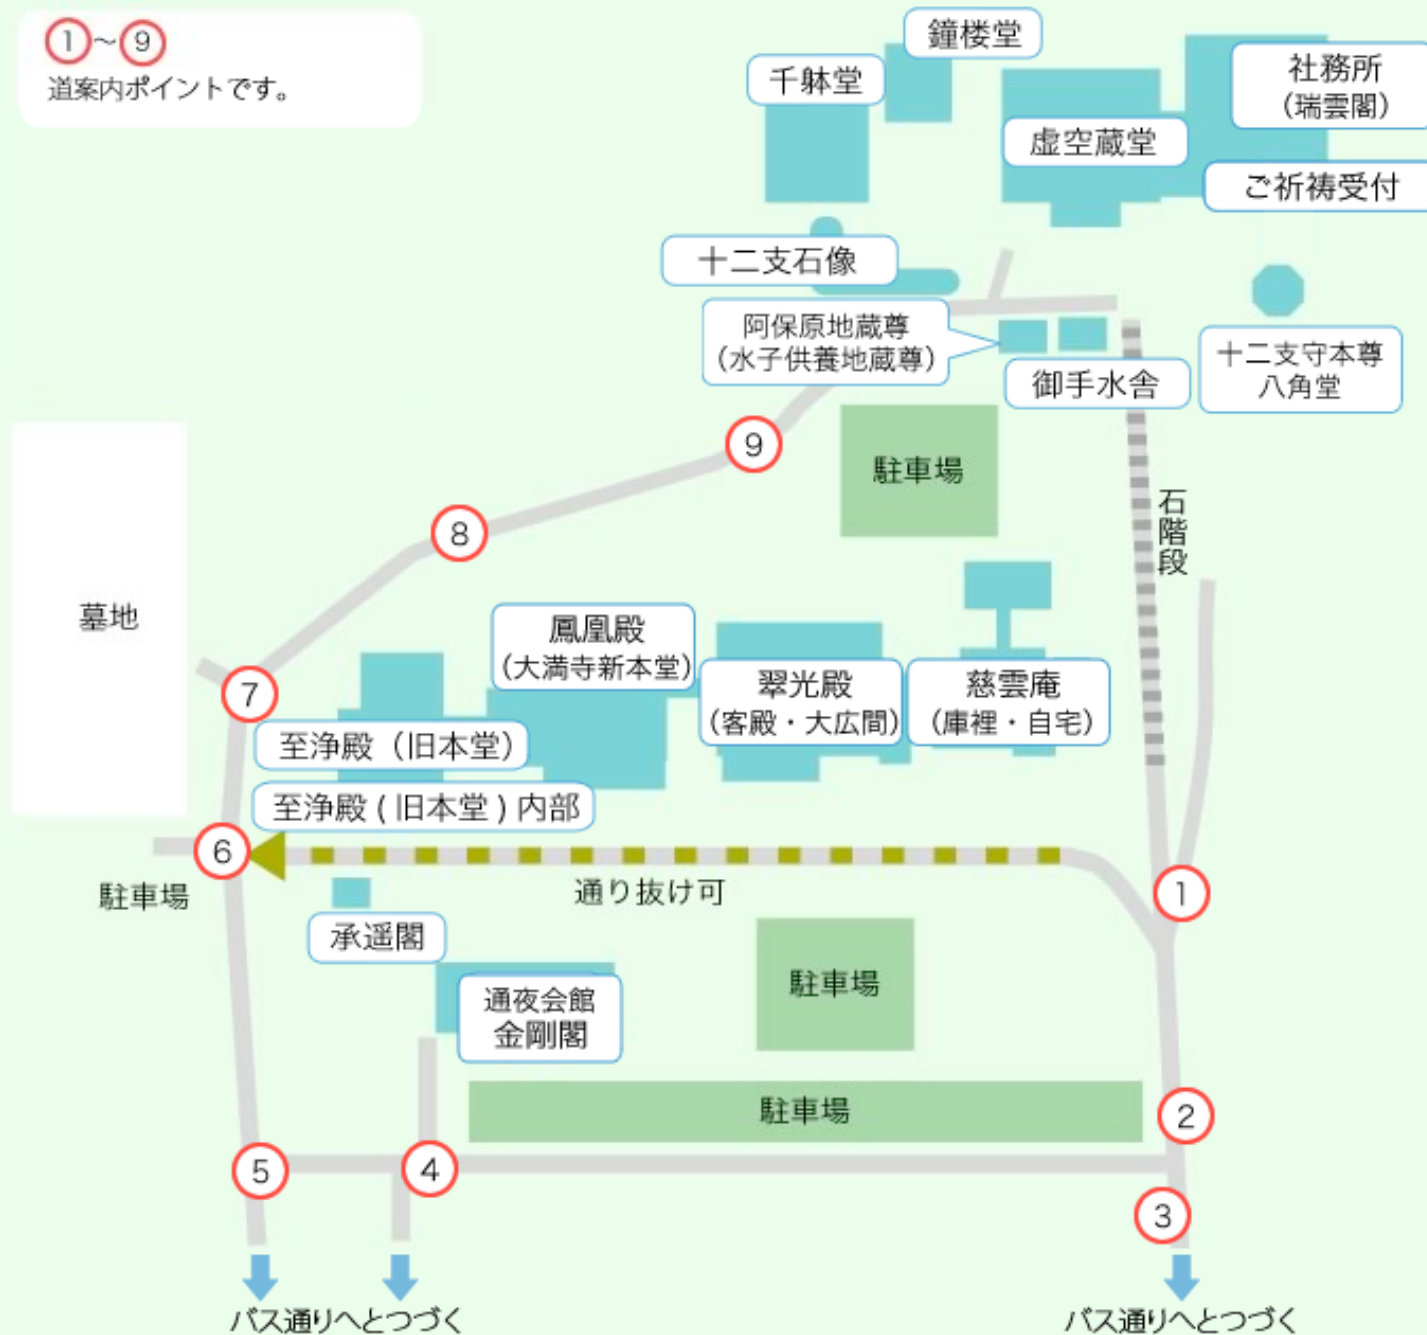 ①～⑨
道案内ポイントです。
鐘楼堂
千躰堂
社務所
（瑞雲閣）
虚空蔵堂
ご祈祷受付
十二支石像
阿保原地蔵尊
（水子供養地蔵尊）
御手水舎
十二支守本尊
八角堂
⑨
駐車場
石階段
⑧
墓地
鳳凰殿
（大満寺新本堂）
翠光殿
（客殿・大広間）
慈雲庵
（庫裡・自宅）
⑦
至浄殿（旧本堂）
至浄殿(旧本堂)内部
⑥
駐車場
通り抜け可
①
承遥閣
通夜会館
金剛閣
駐車場
駐車場
②
⑤
④
③
バス通りへとつづく
バス通りへとつづく